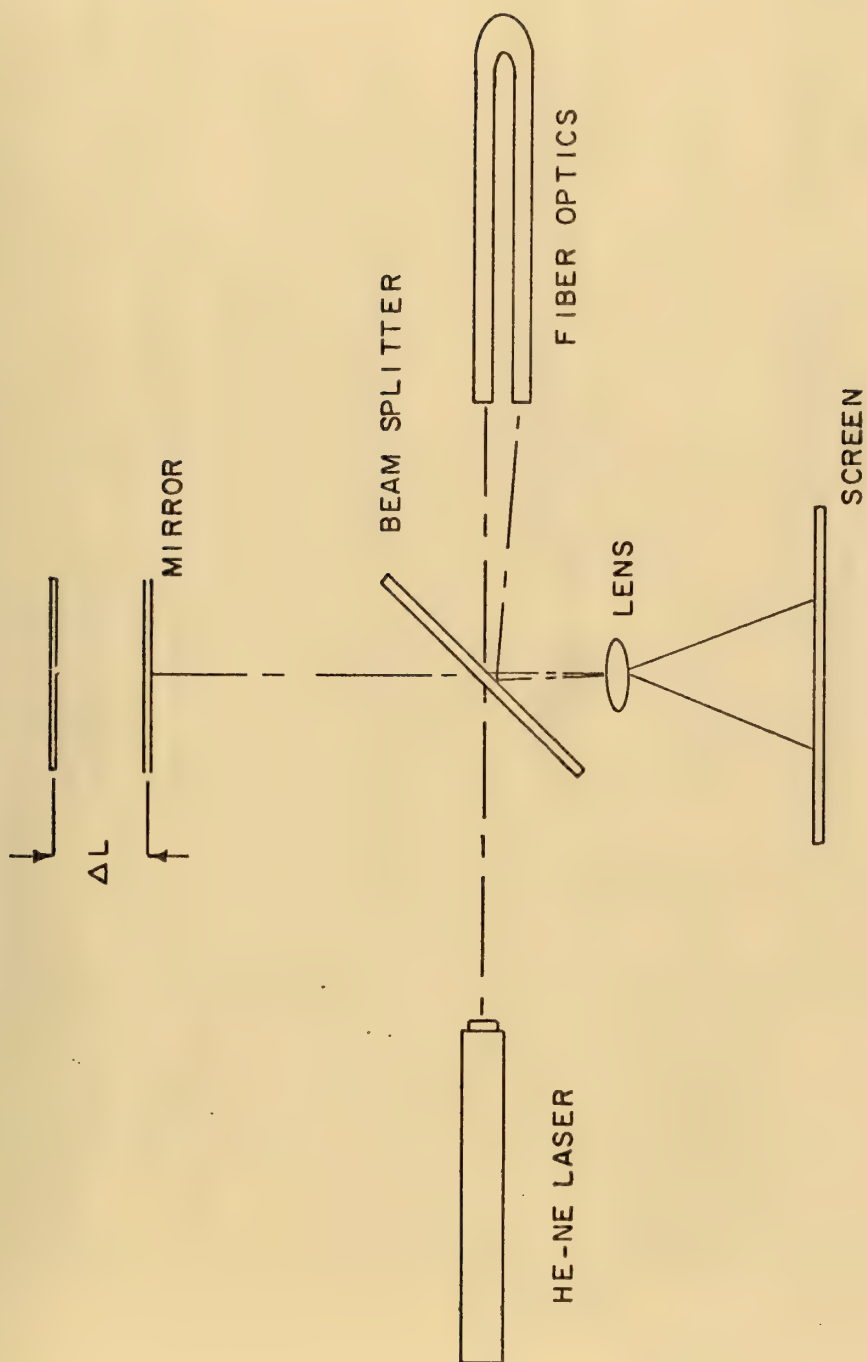 ΔL
MIRROR
BEAM SPLITTER
FIBER OPTICS
HE-NE LASER
LENS
SCREEN